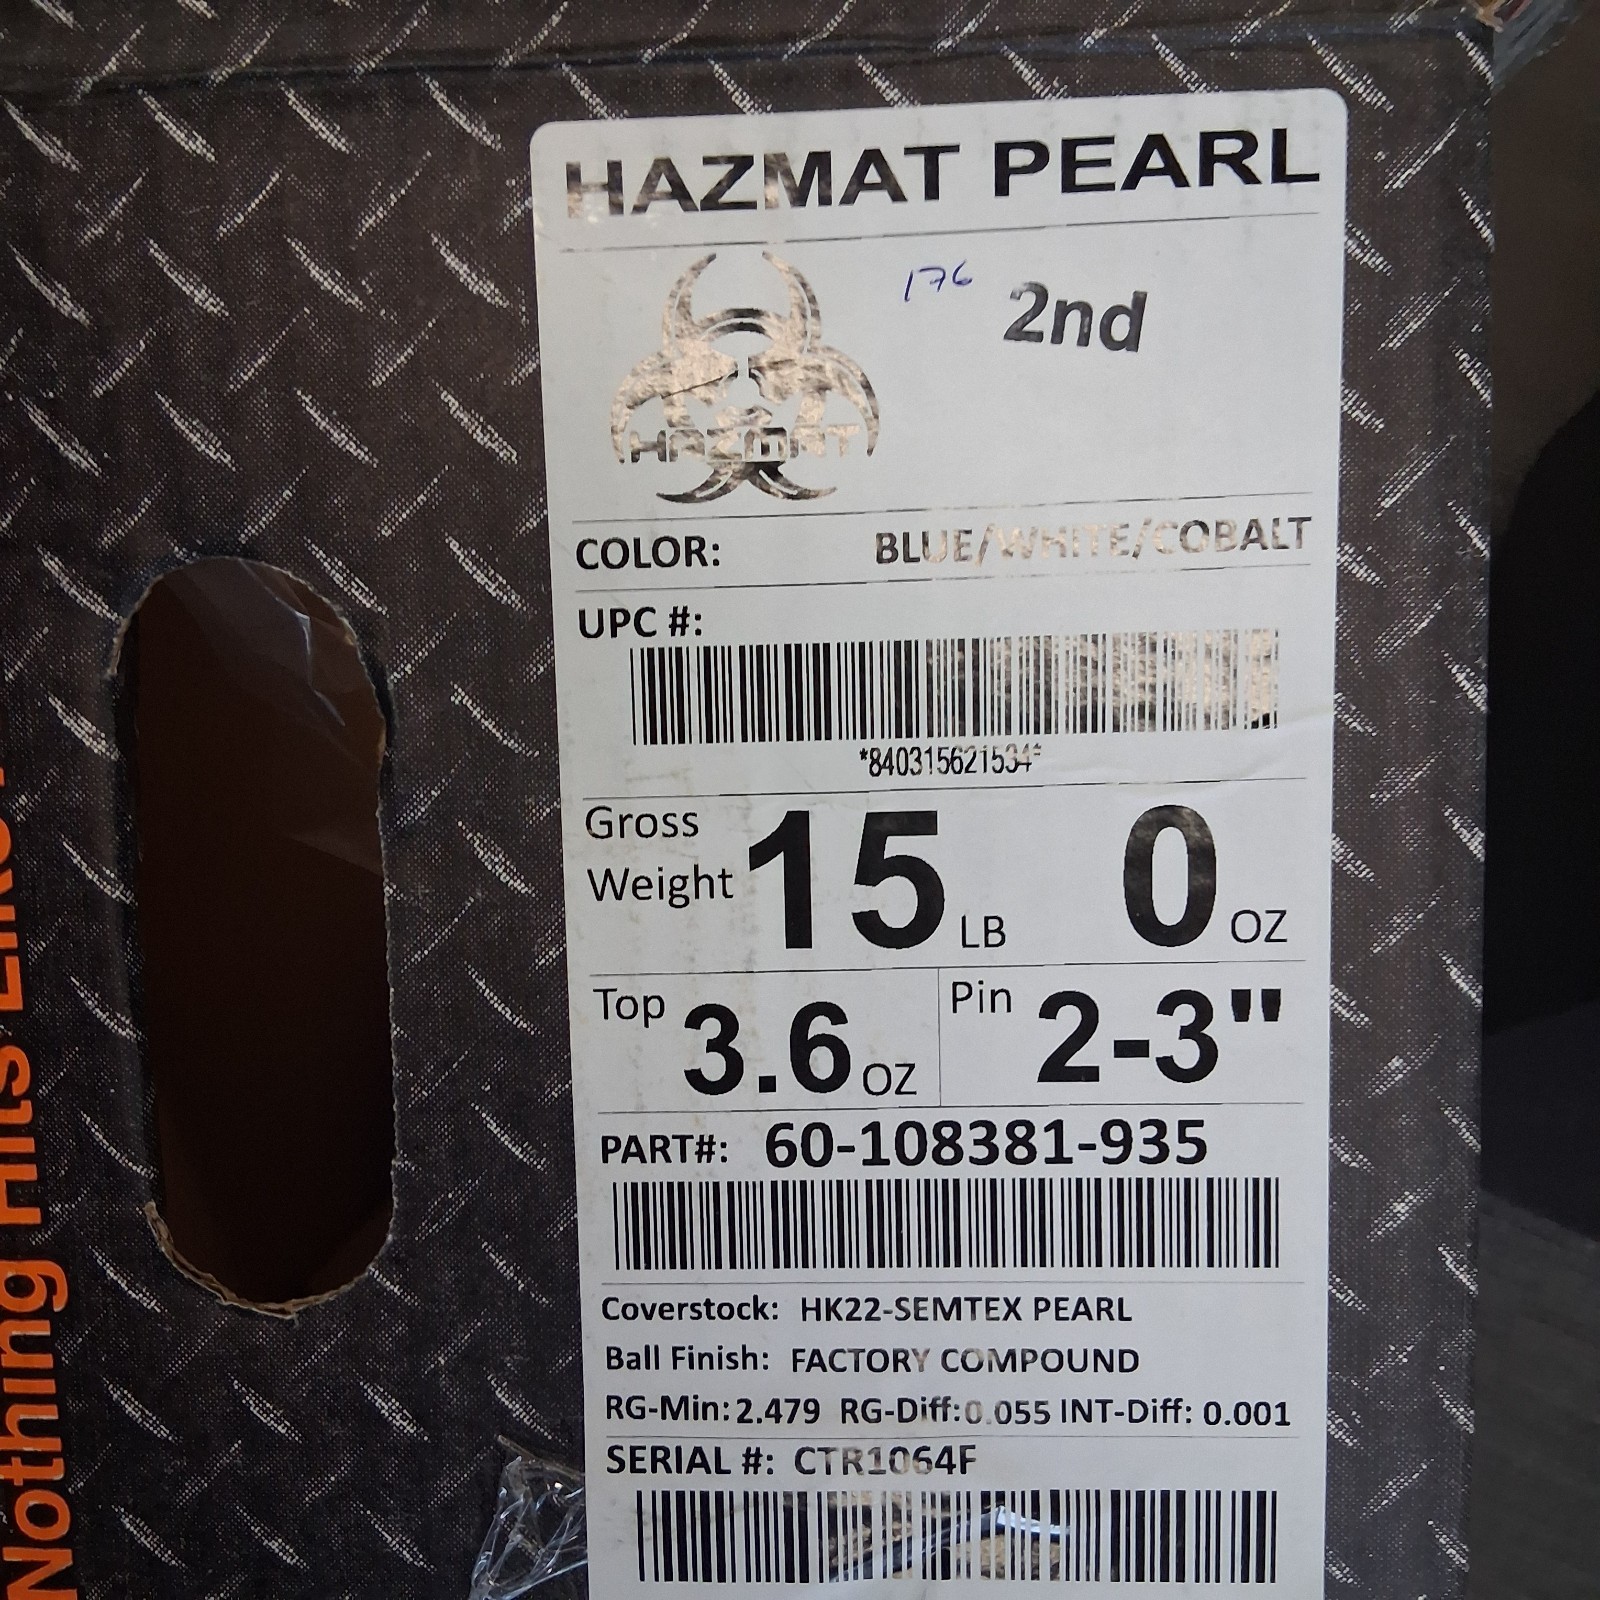 HAZMAT PEARL
176
2nd
HAZMAT
COLOR: BLUE/WHITE/COBALT
UPC #:
*840315621534*
Gross Weight 15 LB 0 OZ
Top 3.6 OZ Pin 2-3"
PART#: 60-108381-935
Coverstock: HK22-SEMTEX PEARL
Ball Finish: FACTORY COMPOUND
RG-Min: 2.479 RG-Diff: 0.055 INT-Diff: 0.001
SERIAL #: CTR1064F
Nothing Hits Like